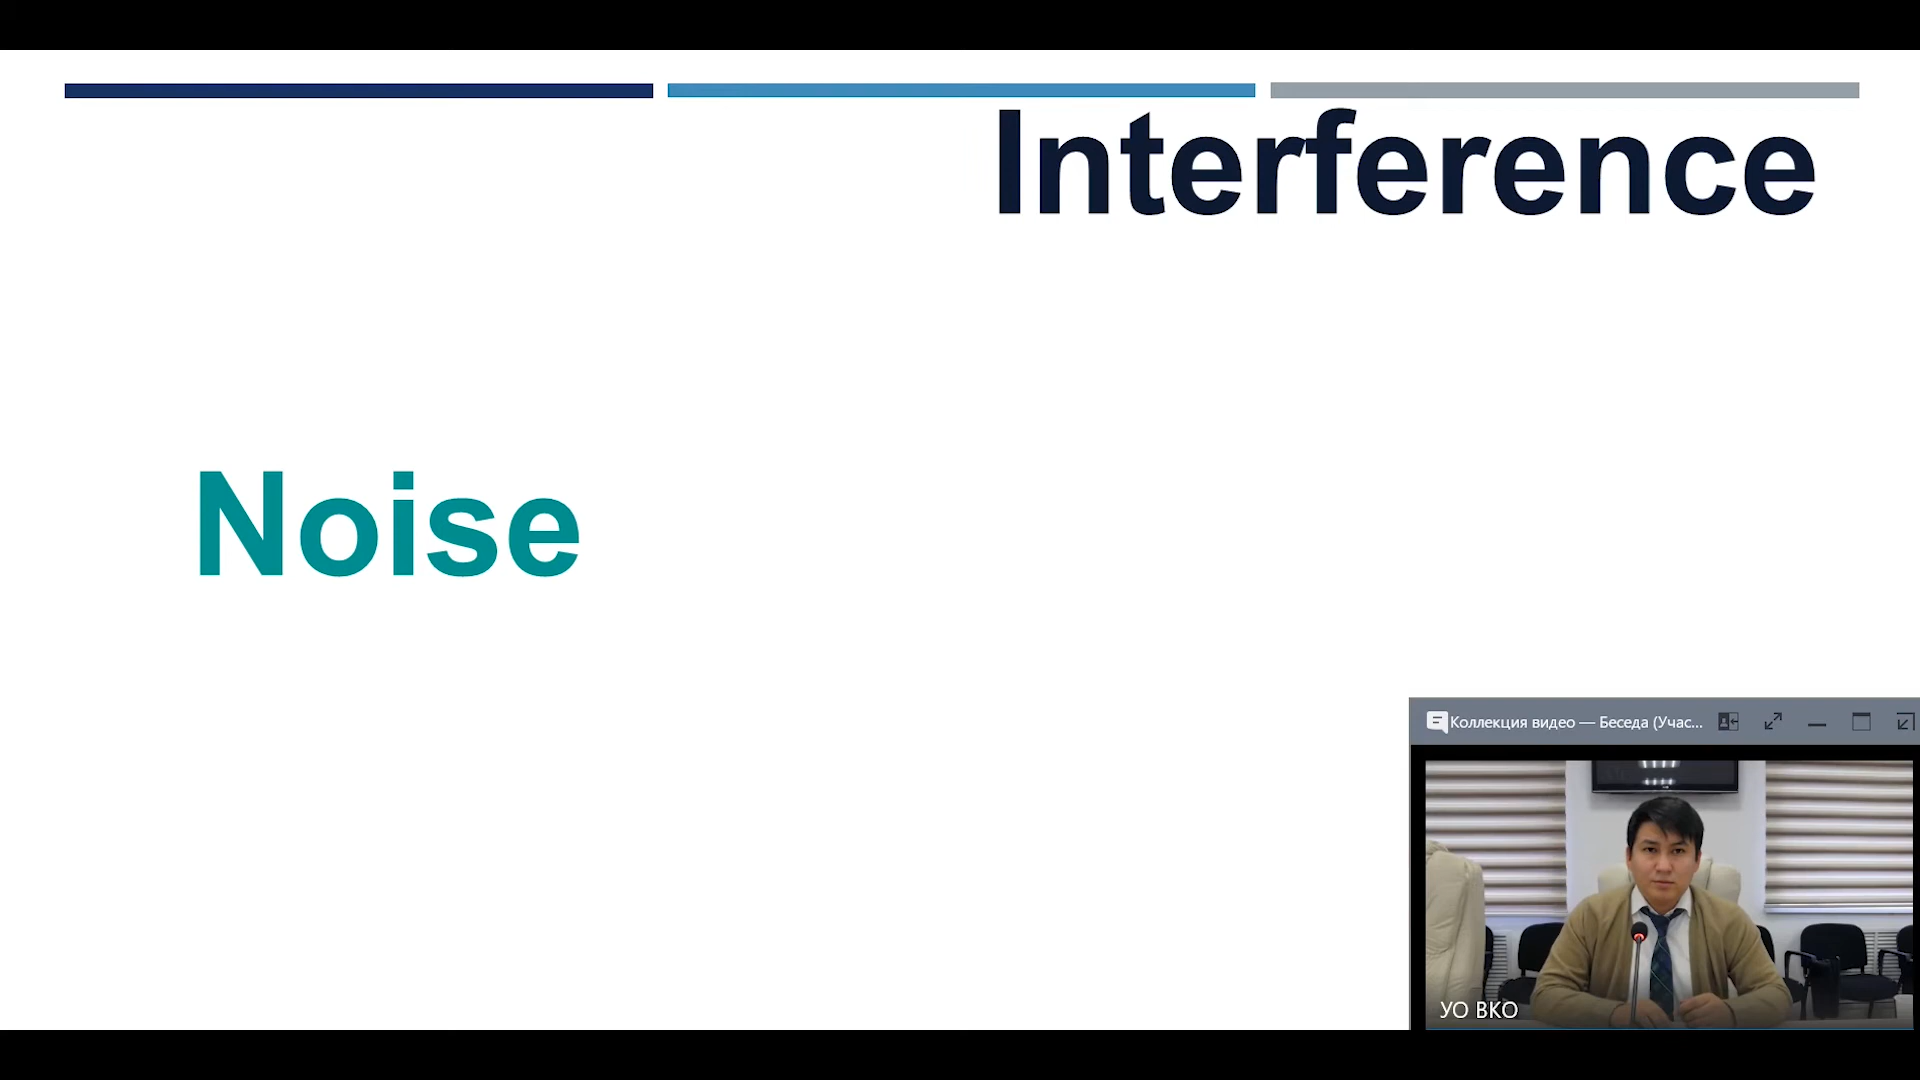 Interference
Noise
Коллекция видео — Беседа (Учас...
УО ВКО